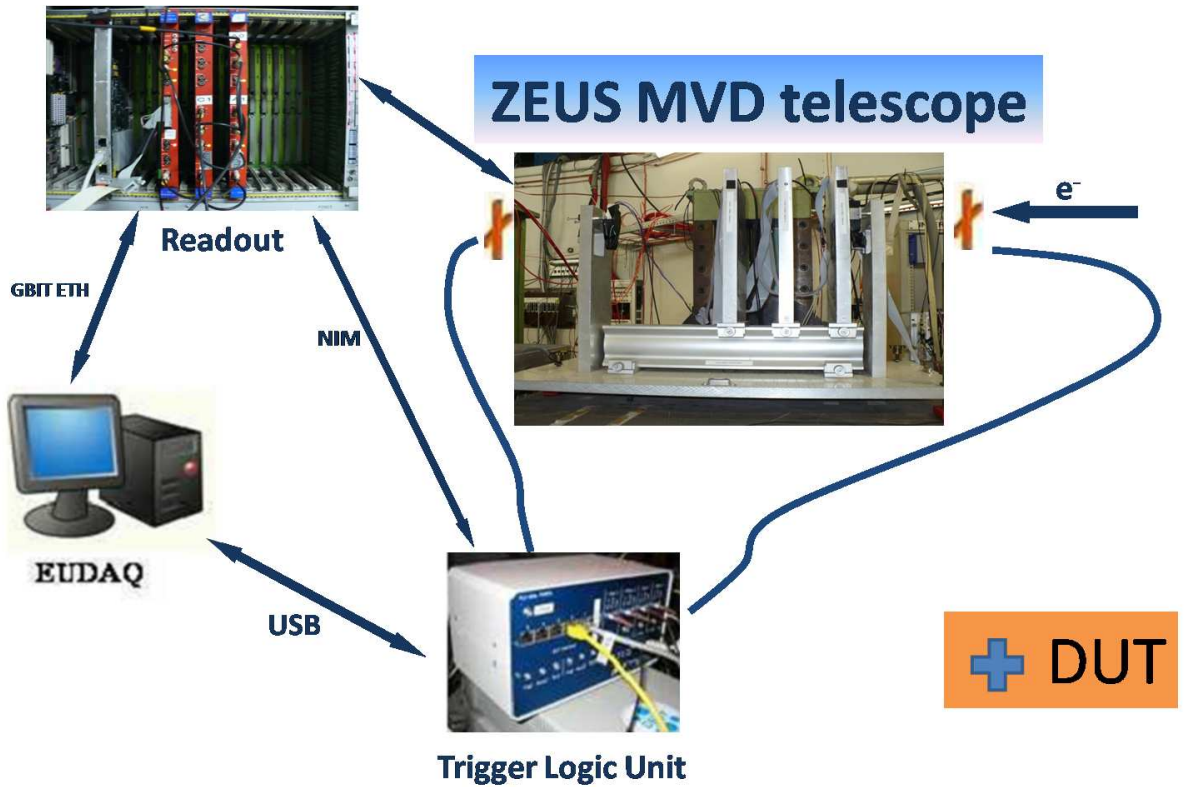 ZEUS MVD telescope
e⁻
Readout
GBIT ETH
NIM
EUDAQ
USB
DUT
Trigger Logic Unit